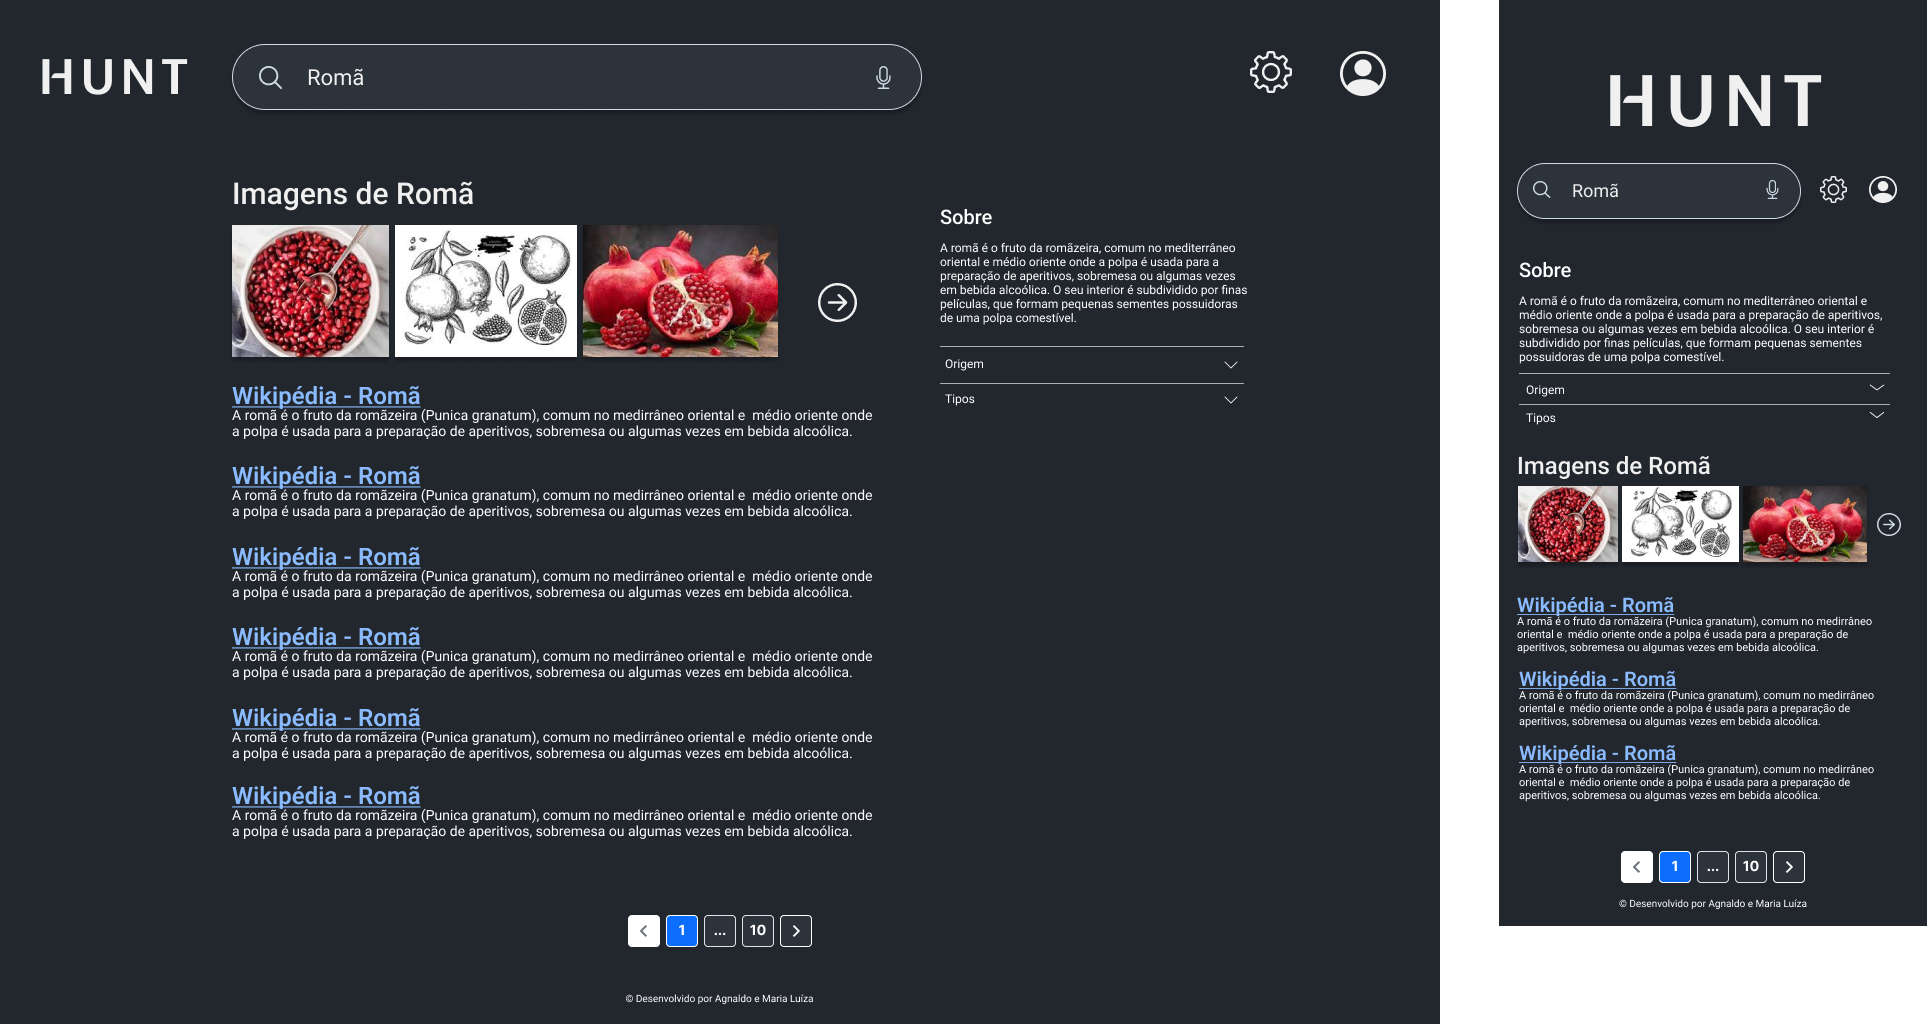 HUNT
Romã
Imagens de Romã
Wikipédia - Romã
A romã é o fruto da romãzeira (Punica granatum), comum no medirrâneo oriental e  médio oriente onde
a polpa é usada para a preparação de aperitivos, sobremesa ou algumas vezes em bebida alcoólica.
Wikipédia - Romã
A romã é o fruto da romãzeira (Punica granatum), comum no medirrâneo oriental e  médio oriente onde
a polpa é usada para a preparação de aperitivos, sobremesa ou algumas vezes em bebida alcoólica.
Wikipédia - Romã
A romã é o fruto da romãzeira (Punica granatum), comum no medirrâneo oriental e  médio oriente onde
a polpa é usada para a preparação de aperitivos, sobremesa ou algumas vezes em bebida alcoólica.
Wikipédia - Romã
A romã é o fruto da romãzeira (Punica granatum), comum no medirrâneo oriental e  médio oriente onde
a polpa é usada para a preparação de aperitivos, sobremesa ou algumas vezes em bebida alcoólica.
Wikipédia - Romã
A romã é o fruto da romãzeira (Punica granatum), comum no medirrâneo oriental e  médio oriente onde
a polpa é usada para a preparação de aperitivos, sobremesa ou algumas vezes em bebida alcoólica.
Wikipédia - Romã
A romã é o fruto da romãzeira (Punica granatum), comum no medirrâneo oriental e  médio oriente onde
a polpa é usada para a preparação de aperitivos, sobremesa ou algumas vezes em bebida alcoólica.
Sobre
A romã é o fruto da romãzeira, comum no mediterrâneo
oriental e médio oriente onde a polpa é usada para a
preparação de aperitivos, sobremesa ou algumas vezes
em bebida alcoólica. O seu interior é subdividido por finas
películas, que formam pequenas sementes possuidoras
de uma polpa comestível.
Origem
Tipos
1 ... 10
© Desenvolvido por Agnaldo e Maria Luíza
HUNT
Romã
Sobre
A romã é o fruto da romãzeira, comum no mediterrâneo oriental e
médio oriente onde a polpa é usada para a preparação de aperitivos,
sobremesa ou algumas vezes em bebida alcoólica. O seu interior é
subdividido por finas películas, que formam pequenas sementes
possuidoras de uma polpa comestível.
Origem
Tipos
Imagens de Romã
Wikipédia - Romã
A romã é o fruto da romãzeira (Punica granatum), comum no medirrâneo
oriental e  médio oriente onde a polpa é usada para a preparação de
aperitivos, sobremesa ou algumas vezes em bebida alcoólica.
Wikipédia - Romã
A romã é o fruto da romãzeira (Punica granatum), comum no medirrâneo
oriental e  médio oriente onde a polpa é usada para a preparação de
aperitivos, sobremesa ou algumas vezes em bebida alcoólica.
Wikipédia - Romã
A romã é o fruto da romãzeira (Punica granatum), comum no medirrâneo
oriental e  médio oriente onde a polpa é usada para a preparação de
aperitivos, sobremesa ou algumas vezes em bebida alcoólica.
1 ... 10
© Desenvolvido por Agnaldo e Maria Luíza